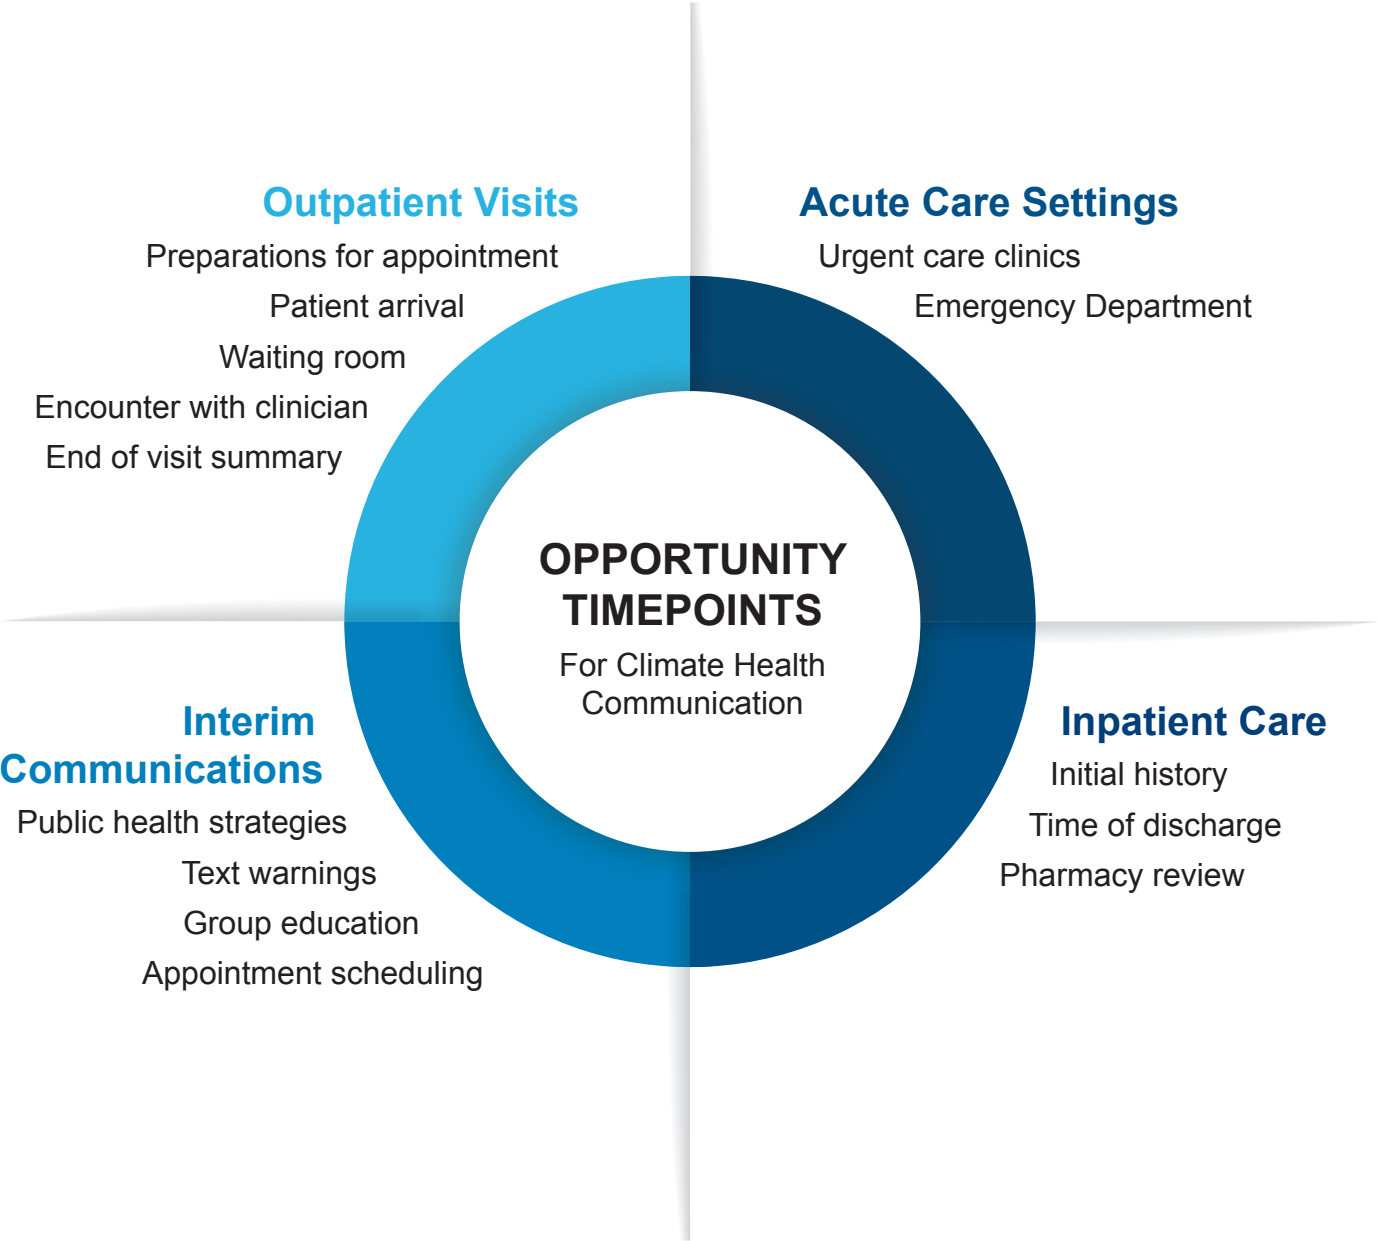 Outpatient Visits
Preparations for appointment
Patient arrival
Waiting room
Encounter with clinician
End of visit summary
Acute Care Settings
Urgent care clinics
Emergency Department
OPPORTUNITY
TIMEPOINTS
For Climate Health
Communication
Interim
Communications
Public health strategies
Text warnings
Group education
Appointment scheduling
Inpatient Care
Initial history
Time of discharge
Pharmacy review